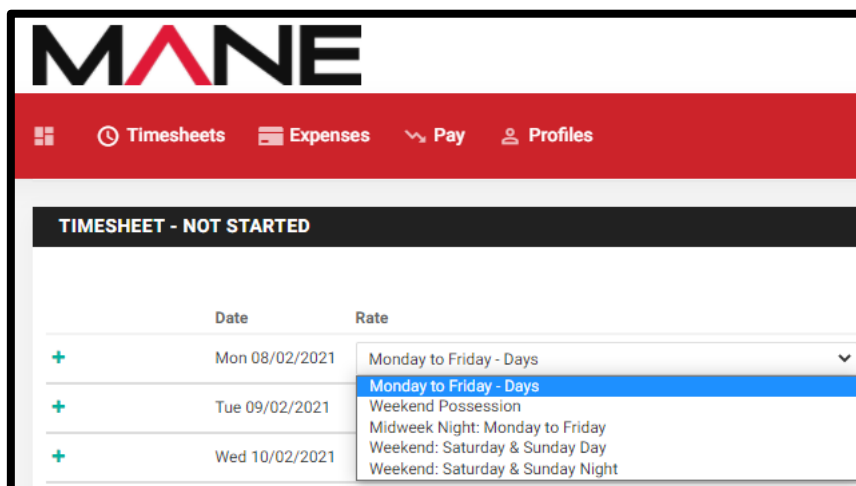 MANE
Timesheets Expenses Pay Profiles
TIMESHEET - NOT STARTED
Date Rate
+ Mon 08/02/2021 Monday to Friday - Days
Monday to Friday - Days
+ Tue 09/02/2021 Weekend Possession
Midweek Night: Monday to Friday
+ Wed 10/02/2021 Weekend: Saturday & Sunday Day
Weekend: Saturday & Sunday Night